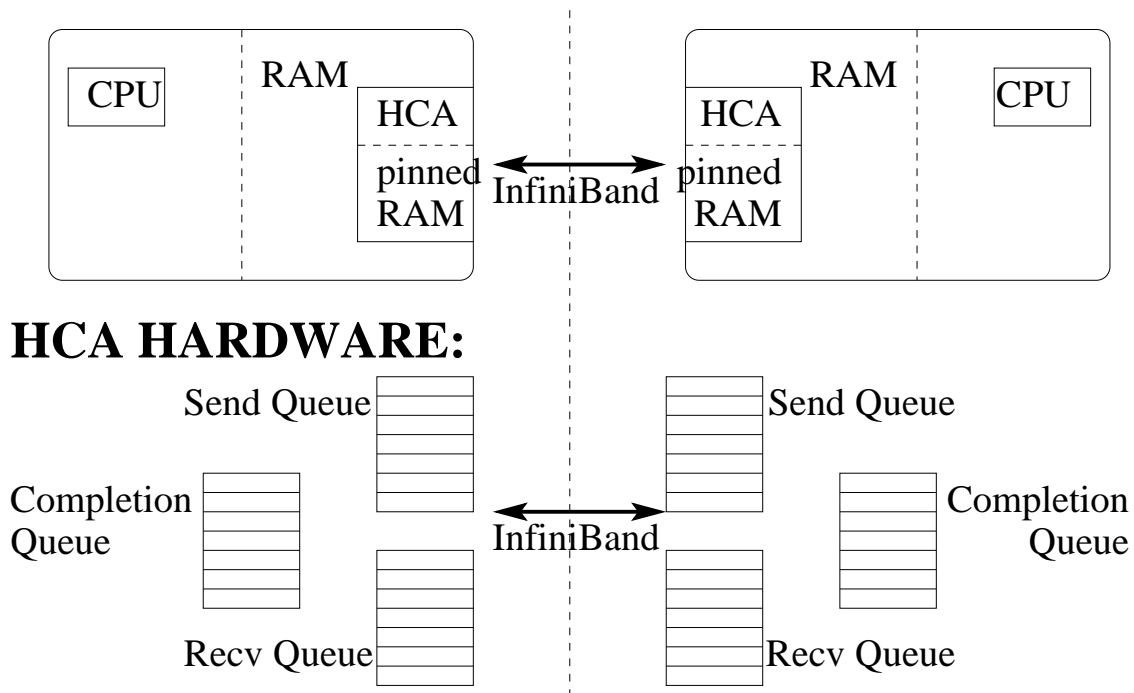 CPU
RAM
HCA
pinned
RAM
InfiniBand
RAM
CPU
HCA
pinned
RAM
HCA HARDWARE:
Send Queue
Send Queue
Completion
Queue
InfiniBand
Completion
Queue
Recv Queue
Recv Queue